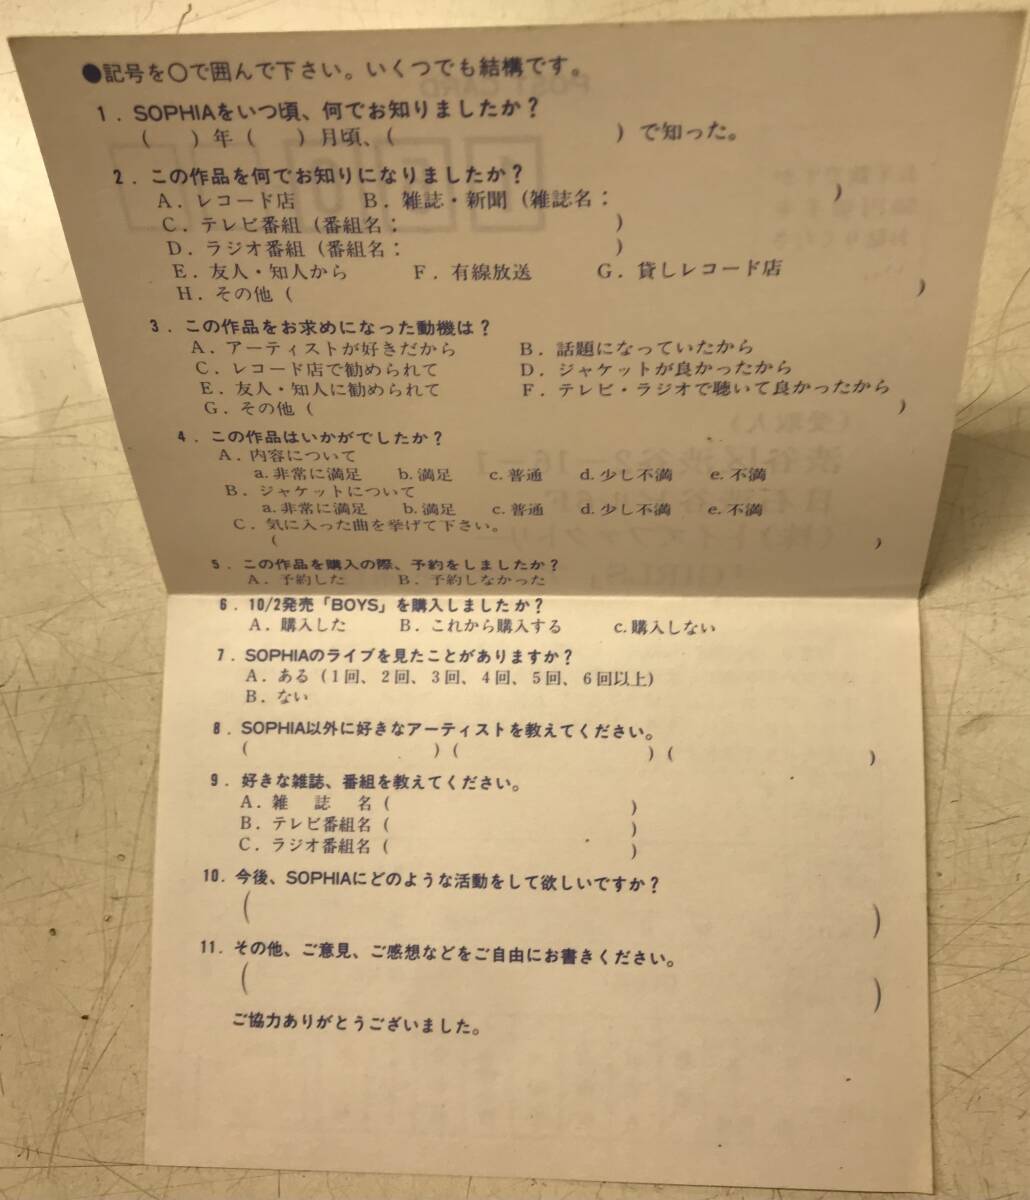 ●記号を○で囲んで下さい。いくつでも結構です。
1．SOPHIAをいつ頃、何でお知りましたか？
（　）年（　）月頃、（　　　）で知った。
2．この作品を何でお知りになりましたか？
A．レコード店　B．雑誌・新聞（雑誌名：　　　）
C．テレビ番組（番組名：　　　）
D．ラジオ番組（番組名：　　　）
E．友人・知人から　F．有線放送　G．貸しレコード店
H．その他（　　　）
3．この作品をお求めになった動機は？
A．アーティストが好きだから　B．話題になっていたから
C．レコード店で勧められて　D．ジャケットが良かったから
E．友人・知人に勧められて　F．テレビ・ラジオで聴いて良かったから
G．その他（　　　）
4．この作品はいかがでしたか？
A．内容について
a.非常に満足　b.満足　c.普通　d.少し不満　e.不満
B．ジャケットについて
a.非常に満足　b.満足　c.普通　d.少し不満　e.不満
C．気に入った曲を挙げて下さい。
（　　　）
5．この作品を購入の際、予約をしましたか？
A．予約した　B．予約しなかった
6．10/2発売「BOYS」を購入しましたか？
A．購入した　B．これから購入する　c.購入しない
7．SOPHIAのライブを見たことがありますか？
A．ある（1回、2回、3回、4回、5回、6回以上）
B．ない
8．SOPHIA以外に好きなアーティストを教えてください。
（　　　）（　　　）（　　　）
9．好きな雑誌、番組を教えてください。
A．雑　誌　名（　　　）
B．テレビ番組名（　　　）
C．ラジオ番組名（　　　）
10．今後、SOPHIAにどのような活動をして欲しいですか？
（　　　）
11．その他、ご意見、ご感想などをご自由にお書きください。
（　　　）
ご協力ありがとうございました。